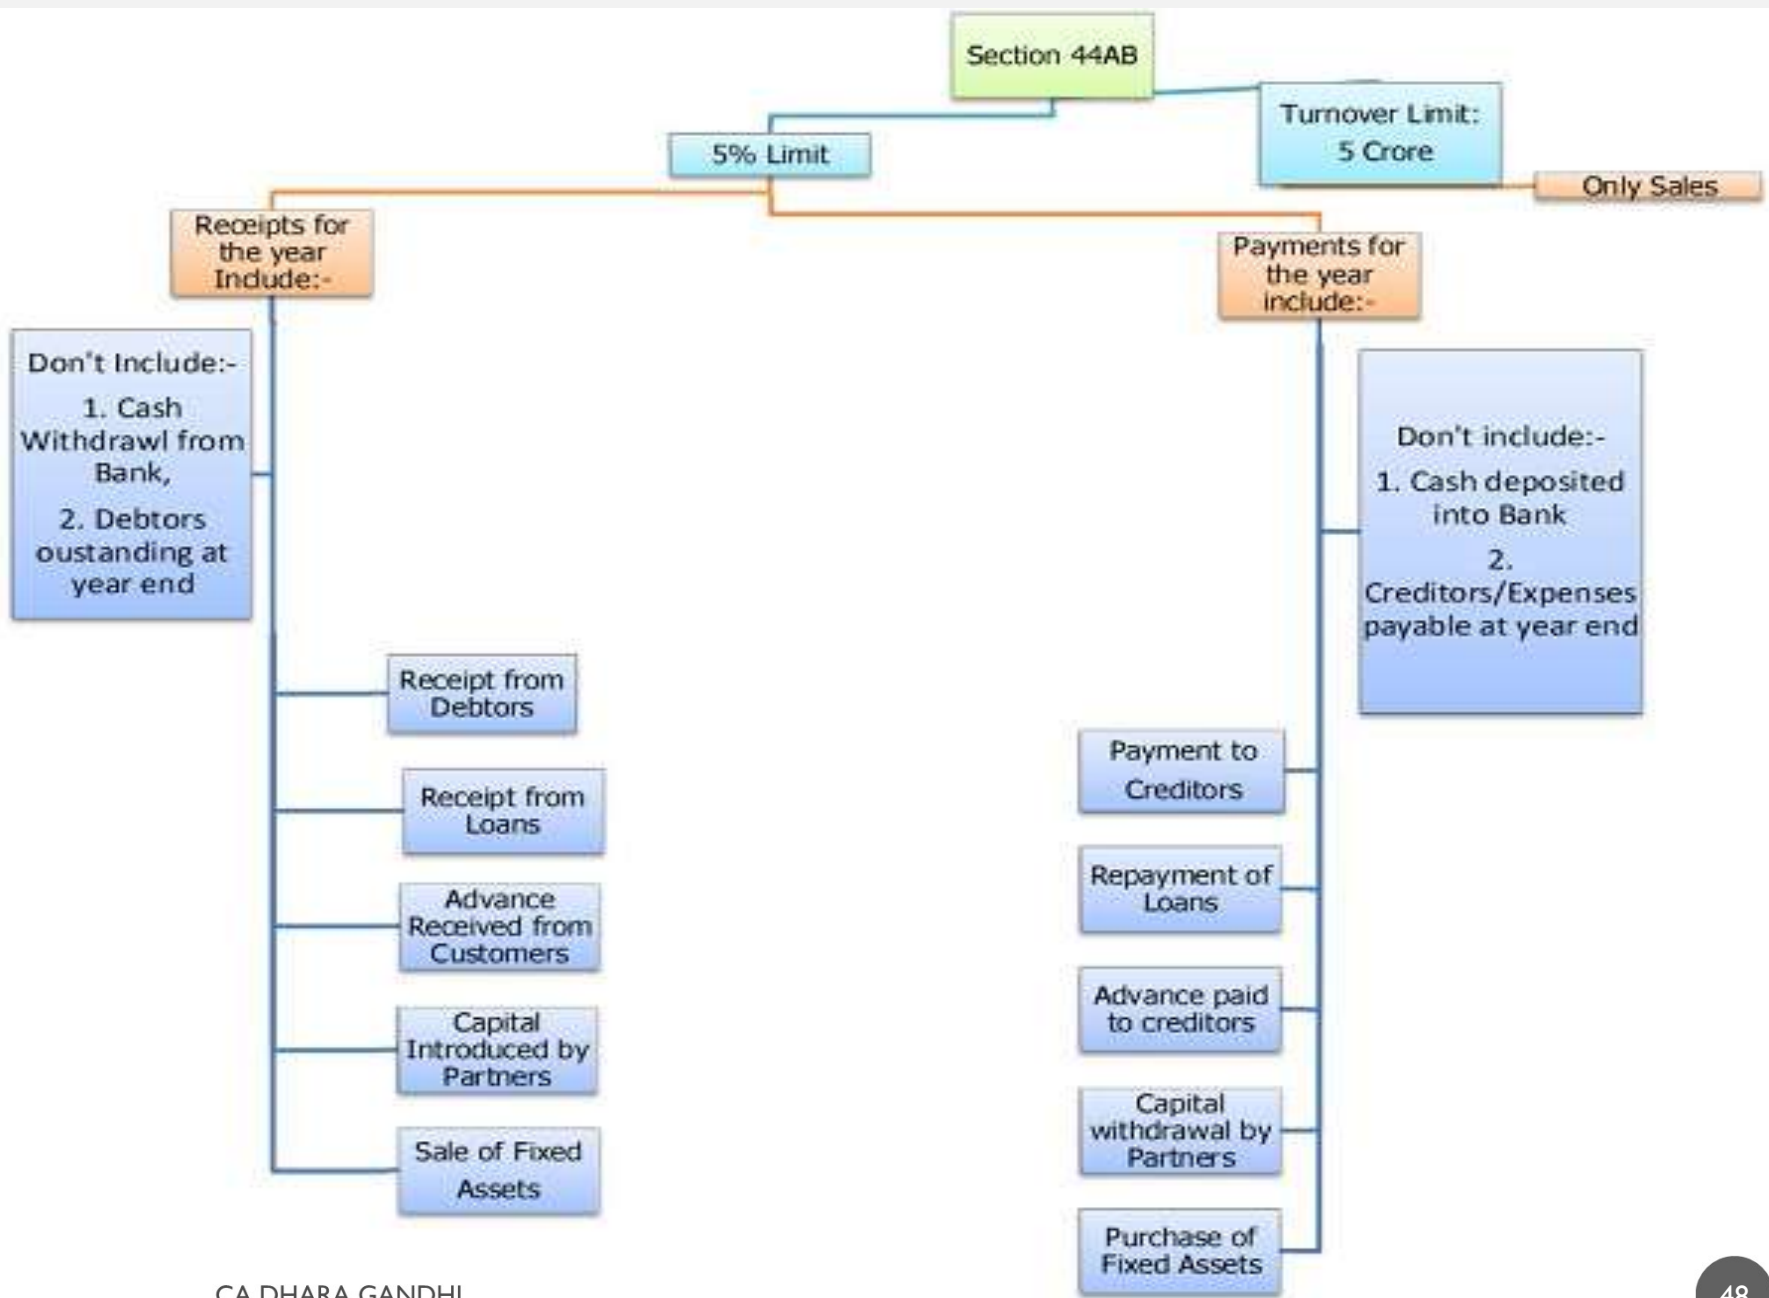 Section 44AB
Turnover Limit:
5 Crore
5% Limit
Only Sales
Receipts for
the year
Include:-
Payments for
the year
include:-
Don't Include:-
1. Cash
Withdrawl from
Bank,
2. Debtors
oustanding at
year end
Don't include:-
1. Cash deposited
into Bank
2.
Creditors/Expenses
payable at year end
Receipt from
Debtors
Receipt from
Loans
Advance
Received from
Customers
Capital
Introduced by
Partners
Sale of Fixed
Assets
Payment to
Creditors
Repayment of
Loans
Advance paid
to creditors
Capital
withdrawal by
Partners
Purchase of
Fixed Assets
CA DHARA GANDHI
48